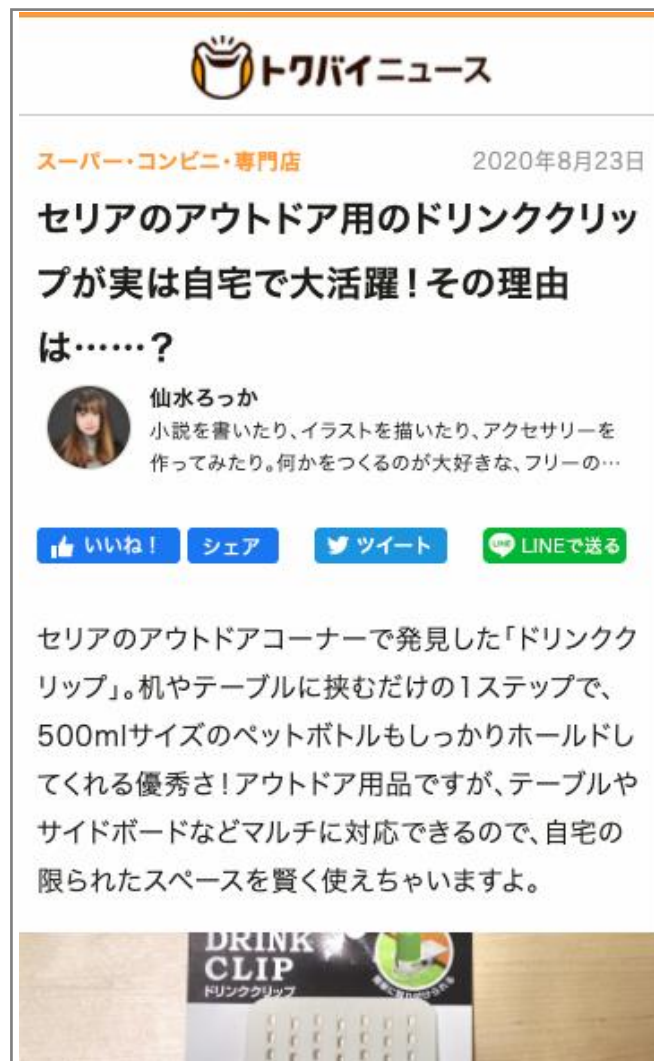 トクバイニュース
スーパー・コンビニ・専門店
2020年8月23日
セリアのアウトドア用のドリンククリッ
プが実は自宅で大活躍！その理由
は……？
仙水ろっか
小説を書いたり、イラストを描いたり、アクセサリーを
作ってみたり。何かをつくるのが大好きな、フリーの…
いいね！ シェア ツイート LINEで送る
セリアのアウトドアコーナーで発見した「ドリンクク
リップ」。机やテーブルに挟むだけの1ステップで、
500mlサイズのペットボトルもしっかりホールドし
てくれる優秀さ！アウトドア用品ですが、テーブルや
サイドボードなどマルチに対応できるので、自宅の
限られたスペースを賢く使えちゃいますよ。
DRINK
CLIP
ドリンククリップ